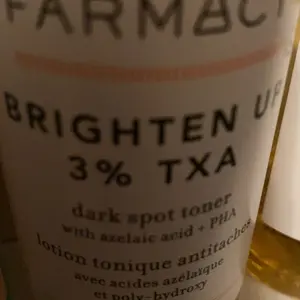 FARMACY
BRIGHTEN UP
3% TXA
dark spot toner
with azelaic acid + PHA
lotion tonique antitaches
avec acides azélaïque
et poly-hydroxy